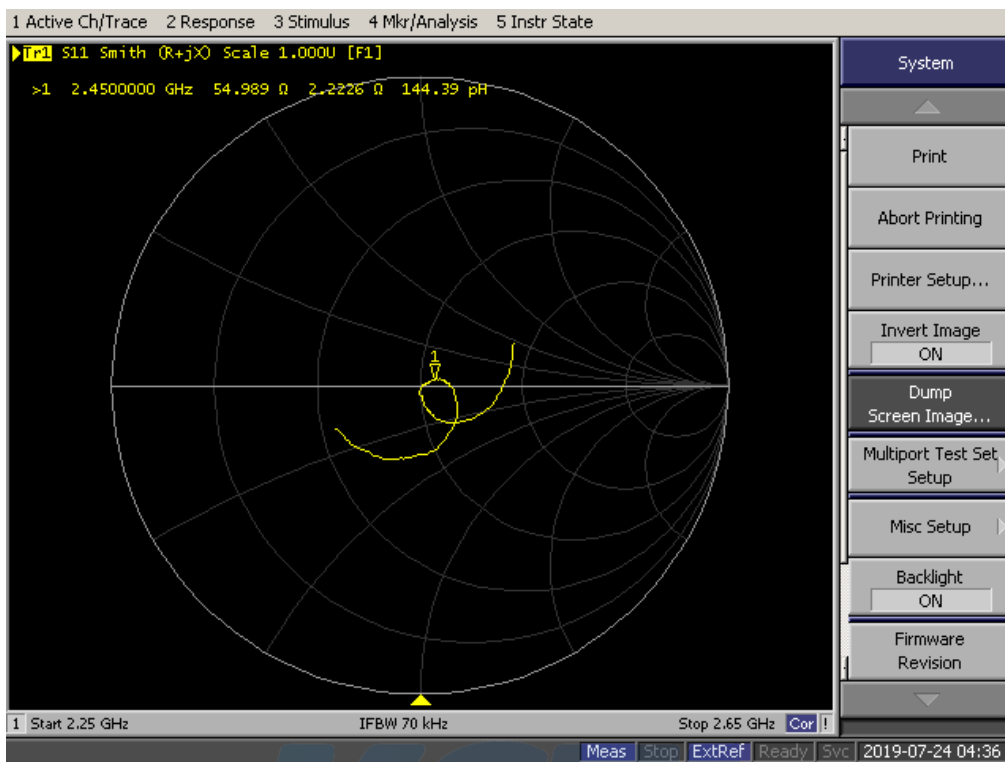 1 Active Ch/Trace 2 Response 3 Stimulus 4 Mkr/Analysis 5 Instr State
Tr1 S11 Smith (R+jX) Scale 1.000U [F1]
>1 2.4500000 GHz 54.989 Ω 2.2226 Ω 144.39 pH
1
System
Print
Abort Printing
Printer Setup...
Invert Image
ON
Dump
Screen Image...
Multiport Test Set
Setup
Misc Setup
Backlight
ON
Firmware
Revision
1 Start 2.25 GHz IFBW 70 kHz Stop 2.65 GHz Cor !
Meas Stop ExtRef Ready Svc 2019-07-24 04:36